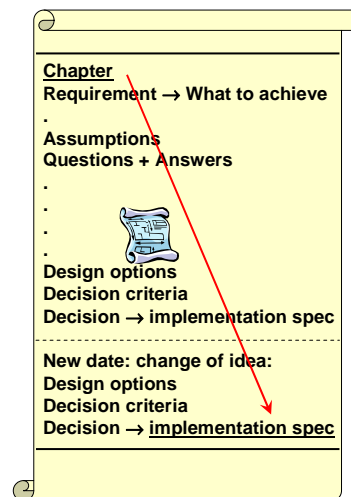 Chapter
Requirement → What to achieve
.
Assumptions
Questions + Answers
.
.
.
.
Design options
Decision criteria
Decision → implementation spec
New date: change of idea:
Design options
Decision criteria
Decision → implementation spec